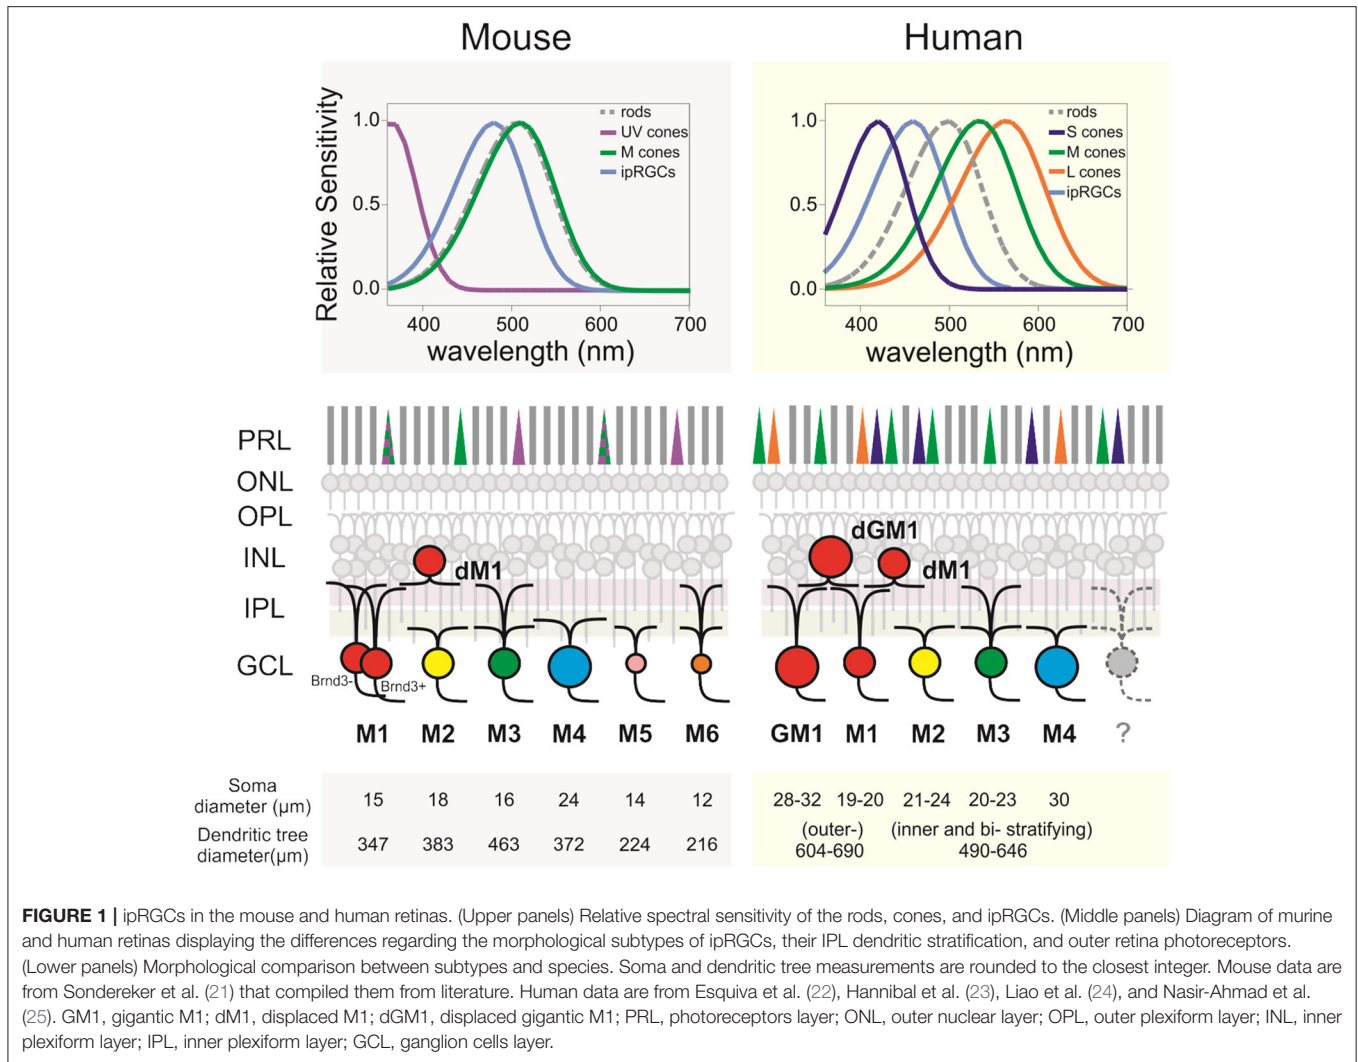 Mouse
Human
Relative Sensitivity
1.0
0.5
0.0
rods
UV cones
M cones
ipRGCs
400 500 600 700
wavelength (nm)
1.0
0.5
0.0
rods
S cones
M cones
L cones
ipRGCs
400 500 600 700
wavelength (nm)
PRL
ONL
OPL
INL
IPL
GCL
dM1
Brnd3-
Brnd3+
M1 M2 M3 M4 M5 M6
dGM1
dM1
GM1 M1 M2 M3 M4 ?
Soma
diameter (µm)
15 18 16 24 14 12
28-32 19-20 21-24 20-23 30
Dendritic tree
diameter(µm)
347 383 463 372 224 216
(outer-)
604-690
(inner and bi- stratifying)
490-646
FIGURE 1 | ipRGCs in the mouse and human retinas. (Upper panels) Relative spectral sensitivity of the rods, cones, and ipRGCs. (Middle panels) Diagram of murine
and human retinas displaying the differences regarding the morphological subtypes of ipRGCs, their IPL dendritic stratification, and outer retina photoreceptors.
(Lower panels) Morphological comparison between subtypes and species. Soma and dendritic tree measurements are rounded to the closest integer. Mouse data are
from Sondereker et al. (21) that compiled them from literature. Human data are from Esquiva et al. (22), Hannibal et al. (23), Liao et al. (24), and Nasir-Ahmad et al.
(25). GM1, gigantic M1; dM1, displaced M1; dGM1, displaced gigantic M1; PRL, photoreceptors layer; ONL, outer nuclear layer; OPL, outer plexiform layer; INL, inner
plexiform layer; IPL, inner plexiform layer; GCL, ganglion cells layer.